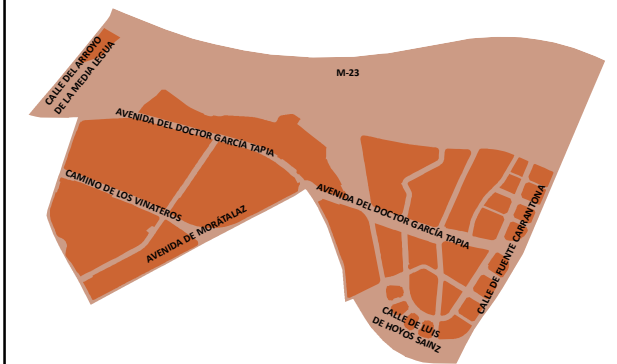 CALLE DEL ARROYO
DE LA MEDIA LEGUA
M-23
AVENIDA DEL DOCTOR GARCÍA TAPIA
CAMINO DE LOS VINATEROS
AVENIDA DE MORÁTALAZ
AVENIDA DEL DOCTOR GARCÍA TAPIA
CALLE DE FUENTE CARRANTONA
CALLE DE LUIS
DE HOYOS SAINZ